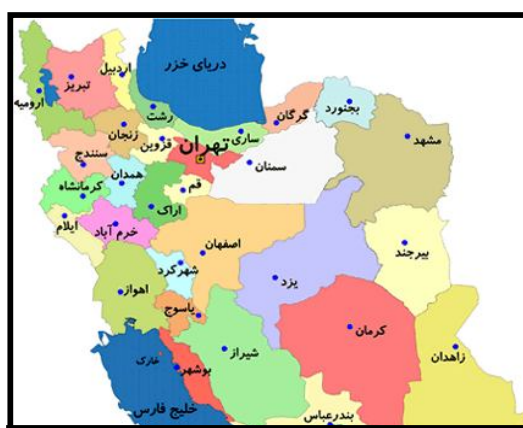 دریای خزر
اردبیل
تبریز
ارومیه
رشت
گرگان
بجنورد
مشهد
زنجان
قزوین
ساری
تهران
سمنان
سنندج
همدان
قم
کرمانشاه
اراک
ایلام
خرم آباد
اصفهان
بیرجند
شهرکرد
یزد
اهواز
یاسوج
کرمان
زاهدان
شیراز
خارک
بوشهر
بندرعباس
خلیج فارس